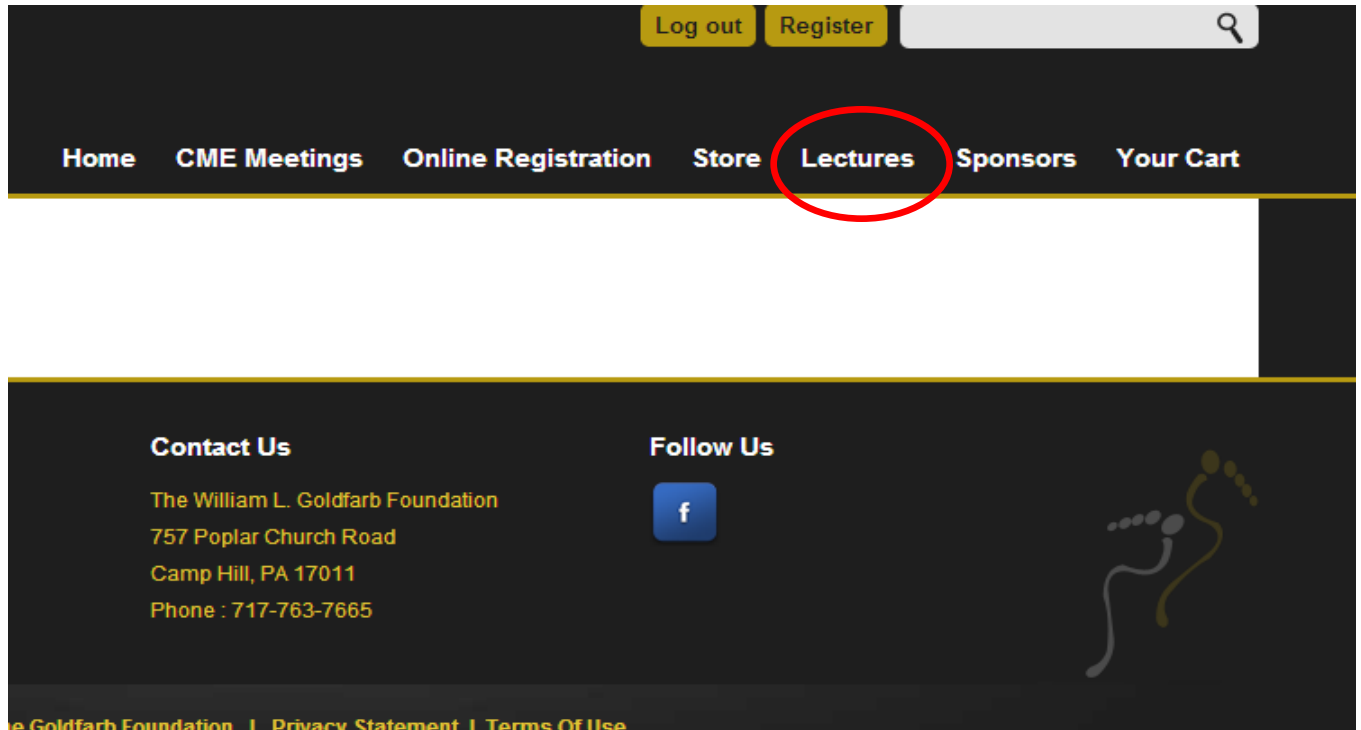 Log out Register
Home CME Meetings Online Registration Store Lectures Sponsors Your Cart
Contact Us
The William L. Goldfarb Foundation
757 Poplar Church Road
Camp Hill, PA 17011
Phone : 717-763-7665
Follow Us
f
Goldfarb Foundation | Privacy Statement | Terms Of Use